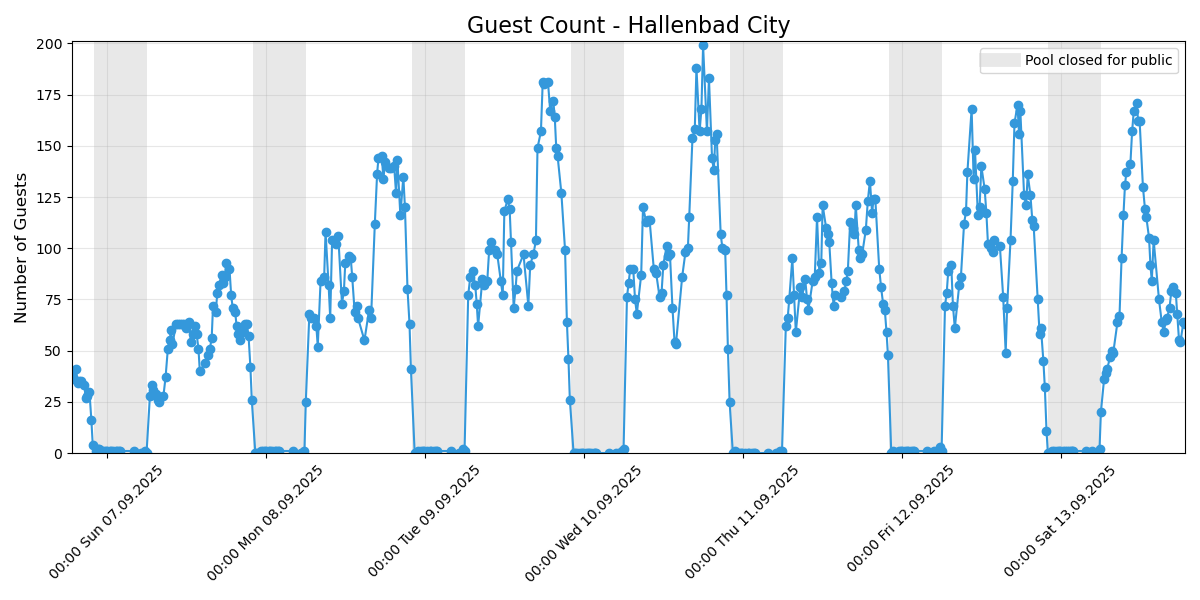 Guest Count - Hallenbad City
Pool closed for public
Number of Guests
200
175
150
125
100
75
50
25
0
00:00 Sun 07.09.2025
00:00 Mon 08.09.2025
00:00 Tue 09.09.2025
00:00 Wed 10.09.2025
00:00 Thu 11.09.2025
00:00 Fri 12.09.2025
00:00 Sat 13.09.2025